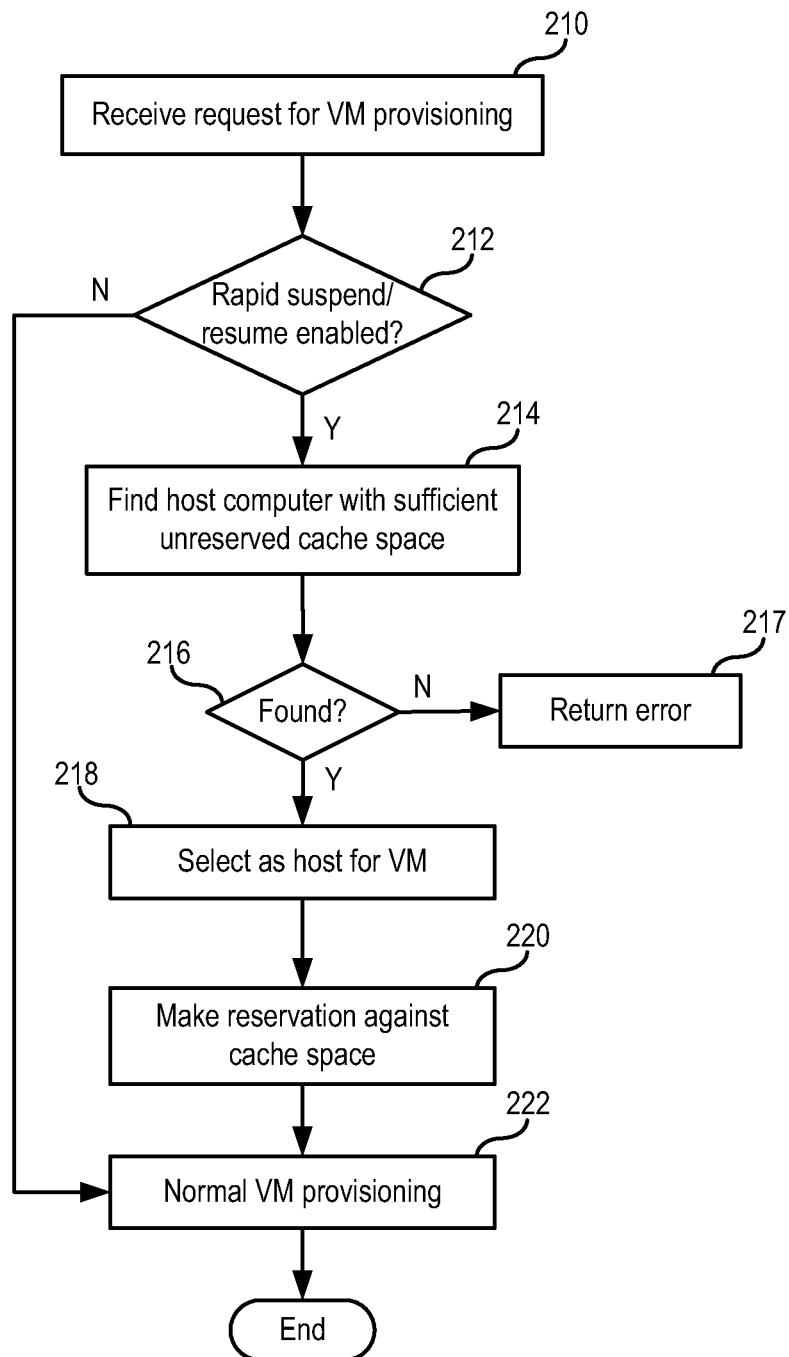 210
Receive request for VM provisioning
212
N
Rapid suspend/
resume enabled?
Y
214
Find host computer with sufficient
unreserved cache space
216
Found?
N
217
Return error
Y
218
Select as host for VM
220
Make reservation against
cache space
222
Normal VM provisioning
End